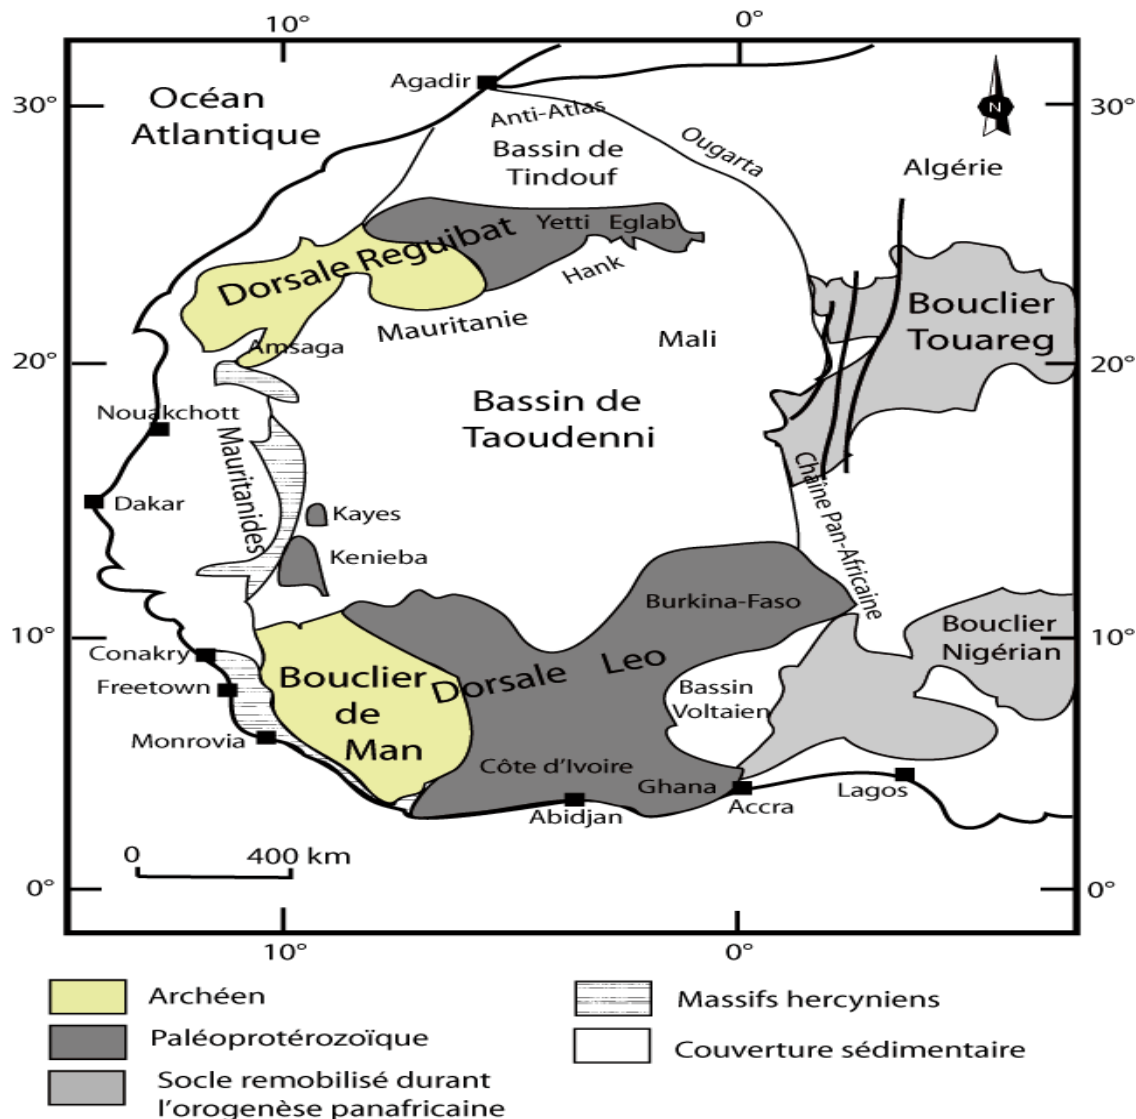 10°
0°
Agadir
Océan
Atlantique
30°
30°
Anti-Atlas
Ougarta
N
Bassin de
Tindouf
Algérie
Yetti
Eglab
Dorsale Reguibat
Hank
Bouclier
Touareg
Mauritanie
Mali
Amsaga
20°
20°
Nouakchott
Bassin de
Taoudenni
Mauritanides
Chaîne Pan-Africaine
Dakar
Kayes
Kenieba
Burkina-Faso
10°
10°
Bouclier
Nigérian
Conakry
Freetown
Monrovia
Bouclier
de
Man
Dorsale Leo
Bassin
Voltaien
Côte d'Ivoire
Ghana
Abidjan
Accra
Lagos
0
400 km
0°
0°
10°
0°
Archéen
Paléoprotérozoïque
Socle remobilisé durant
l'orogenèse panafricaine
Massifs hercyniens
Couverture sédimentaire